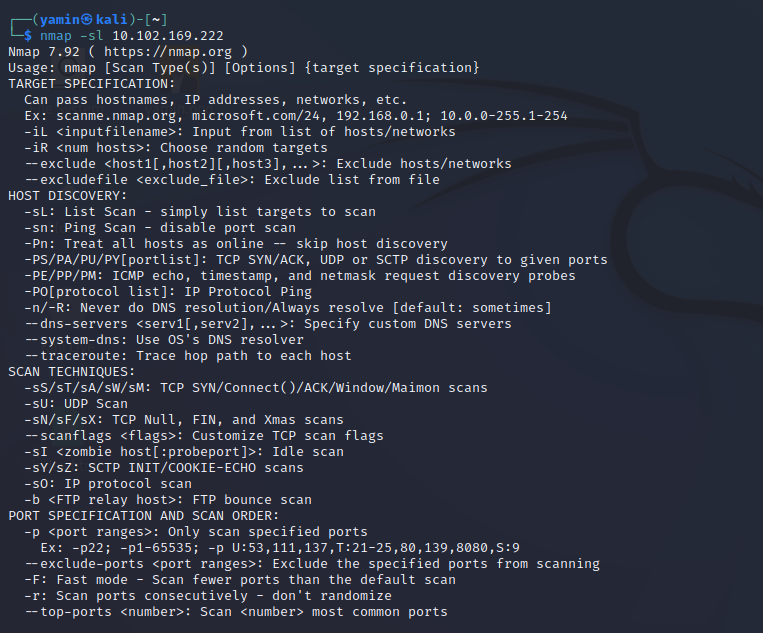 ┌──(yamin㉿kali)-[~]
└─$ nmap -sl 10.102.169.222
Nmap 7.92 ( https://nmap.org )
Usage: nmap [Scan Type(s)] [Options] {target specification}
TARGET SPECIFICATION:
  Can pass hostnames, IP addresses, networks, etc.
  Ex: scanme.nmap.org, microsoft.com/24, 192.168.0.1; 10.0.0-255.1-254
  -iL <inputfilename>: Input from list of hosts/networks
  -iR <num hosts>: Choose random targets
  --exclude <host1[,host2][,host3],...>: Exclude hosts/networks
  --excludefile <exclude_file>: Exclude list from file
HOST DISCOVERY:
  -sL: List Scan - simply list targets to scan
  -sn: Ping Scan - disable port scan
  -Pn: Treat all hosts as online -- skip host discovery
  -PS/PA/PU/PY[portlist]: TCP SYN/ACK, UDP or SCTP discovery to given ports
  -PE/PP/PM: ICMP echo, timestamp, and netmask request discovery probes
  -PO[protocol list]: IP Protocol Ping
  -n/-R: Never do DNS resolution/Always resolve [default: sometimes]
  --dns-servers <serv1[,serv2],...>: Specify custom DNS servers
  --system-dns: Use OS's DNS resolver
  --traceroute: Trace hop path to each host
SCAN TECHNIQUES:
  -sS/sT/sA/sW/sM: TCP SYN/Connect()/ACK/Window/Maimon scans
  -sU: UDP Scan
  -sN/sF/sX: TCP Null, FIN, and Xmas scans
  --scanflags <flags>: Customize TCP scan flags
  -sI <zombie host[:probeport]>: Idle scan
  -sY/sZ: SCTP INIT/COOKIE-ECHO scans
  -sO: IP protocol scan
  -b <FTP relay host>: FTP bounce scan
PORT SPECIFICATION AND SCAN ORDER:
  -p <port ranges>: Only scan specified ports
    Ex: -p22; -p1-65535; -p U:53,111,137,T:21-25,80,139,8080,S:9
  --exclude-ports <port ranges>: Exclude the specified ports from scanning
  -F: Fast mode - Scan fewer ports than the default scan
  -r: Scan ports consecutively - don't randomize
  --top-ports <number>: Scan <number> most common ports